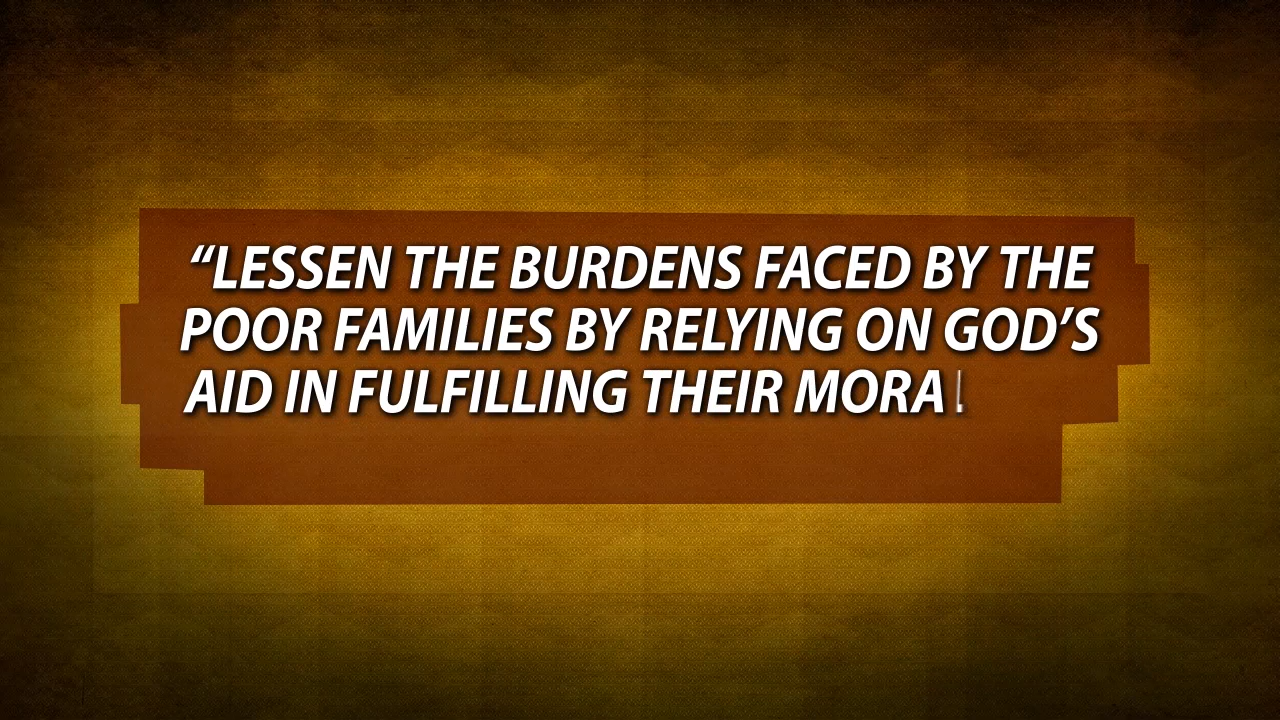 “LESSEN THE BURDENS FACED BY THE
POOR FAMILIES BY RELYING ON GOD’S
AID IN FULFILLING THEIR MORAL